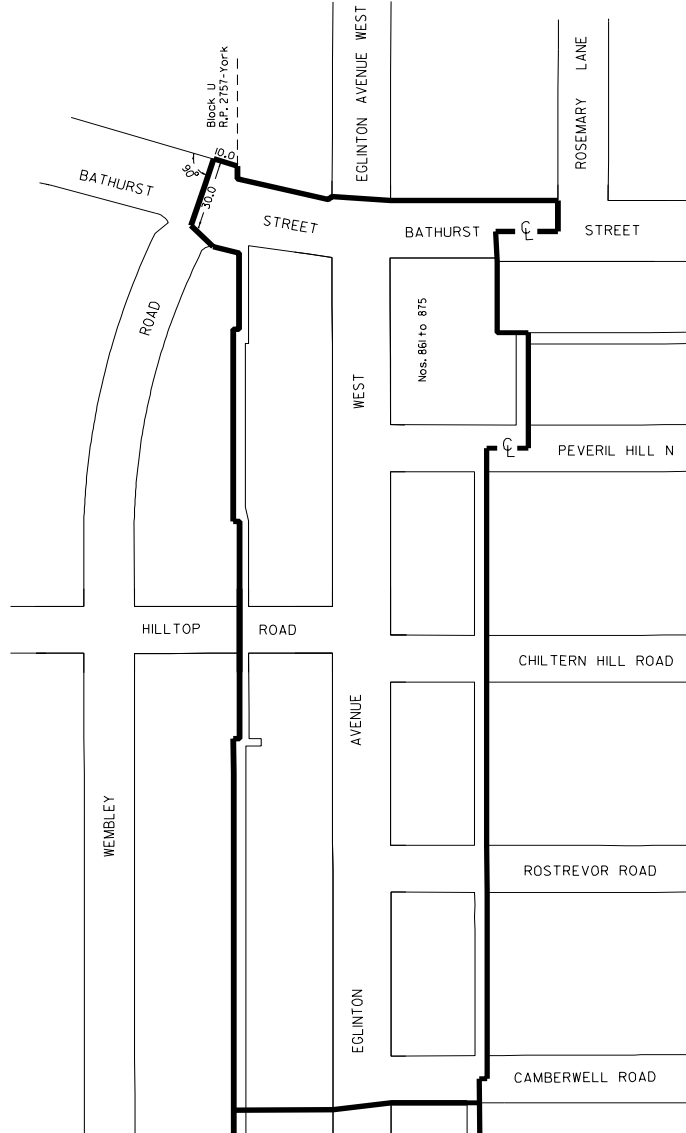 EGLINTON AVENUE WEST
ROSEMARY LANE
Block U
R.P. 2757-York
10.0
90°
30.0
BATHURST
STREET
BATHURST
℄
STREET
ROAD
Nos. 861 to 875
WEST
℄
PEVERIL HILL N
HILLTOP ROAD
CHILTERN HILL ROAD
AVENUE
WEMBLEY
ROSTREVOR ROAD
EGLINTON
CAMBERWELL ROAD